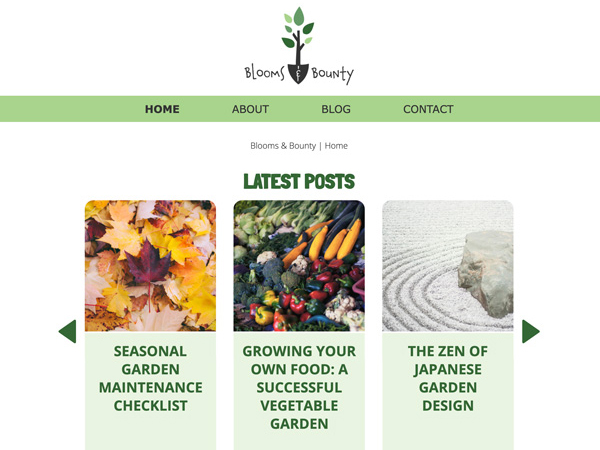 Blooms & Bounty
HOME ABOUT BLOG CONTACT
Blooms & Bounty | Home
LATEST POSTS
SEASONAL
GARDEN
MAINTENANCE
CHECKLIST
GROWING YOUR
OWN FOOD: A
SUCCESSFUL
VEGETABLE
GARDEN
THE ZEN OF
JAPANESE
GARDEN
DESIGN